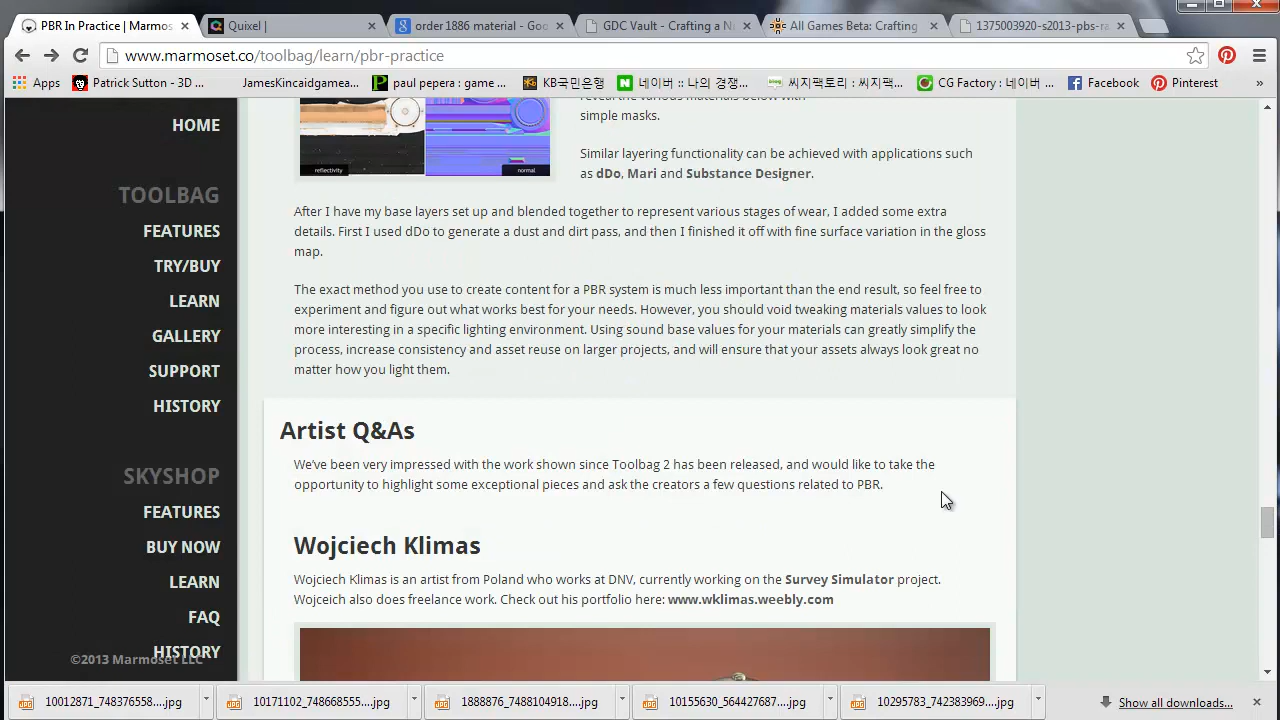 PBR In Practice | Marmos
Quixel |
order1886 material - Goo
GDC Vault - Crafting a N
All Games Beta: Crafting
1375003920-s2013-pbs-ra
www.marmoset.co/toolbag/learn/pbr-practice
Apps
Patrick Sutton - 3D ...
JamesKincaidgamea...
paul pepera : game ...
KB국민은행
네이버 :: 나의 경쟁...
씨지팩토리 : 씨지팩...
CG Factory : 네이버 ...
Facebook
Pinterest
»
HOME
TOOLBAG
FEATURES
TRY/BUY
LEARN
GALLERY
SUPPORT
HISTORY
SKYSHOP
FEATURES
BUY NOW
LEARN
FAQ
HISTORY
©2013 Marmoset LLC
reflectivity
normal
simple masks.
Similar layering functionality can be achieved with applications such
as dDo, Mari and Substance Designer.
After I have my base layers set up and blended together to represent various stages of wear, I added some extra
details. First I used dDo to generate a dust and dirt pass, and then I finished it off with fine surface variation in the gloss
map.
The exact method you use to create content for a PBR system is much less important than the end result, so feel free to
experiment and figure out what works best for your needs. However, you should void tweaking materials values to look
more interesting in a specific lighting environment. Using sound base values for your materials can greatly simplify the
process, increase consistency and asset reuse on larger projects, and will ensure that your assets always look great no
matter how you light them.
Artist Q&As
We've been very impressed with the work shown since Toolbag 2 has been released, and would like to take the
opportunity to highlight some exceptional pieces and ask the creators a few questions related to PBR.
Wojciech Klimas
Wojciech Klimas is an artist from Poland who works at DNV, currently working on the Survey Simulator project.
Wojceich also does freelance work. Check out his portfolio here: www.wklimas.weebly.com
10012871_748376558....jpg
10171102_748668555....jpg
1888876_7488104918...jpg
10155630_564427687....jpg
10295783_742383969....jpg
Show all downloads...